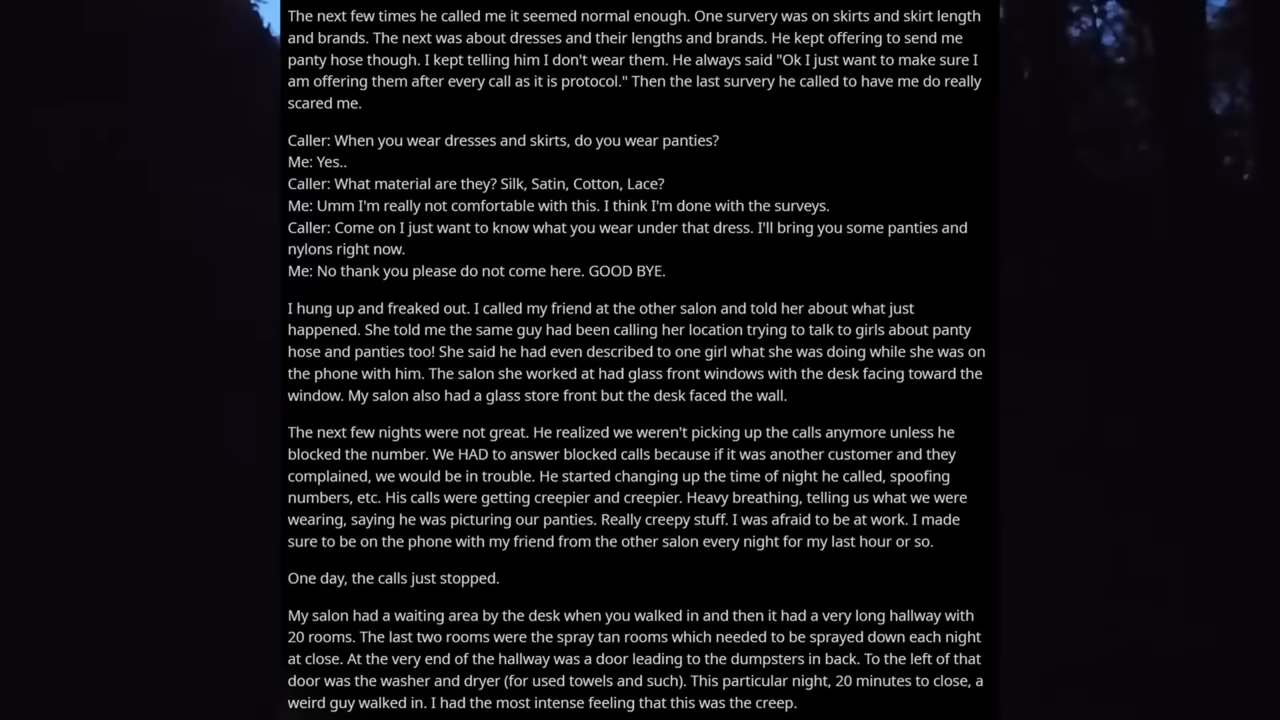 The next few times he called me it seemed normal enough. One survery was on skirts and skirt length
and brands. The next was about dresses and their lengths and brands. He kept offering to send me
panty hose though. I kept telling him I don't wear them. He always said "Ok I just want to make sure I
am offering them after every call as it is protocol." Then the last survery he called to have me do really
scared me.
Caller: When you wear dresses and skirts, do you wear panties?
Me: Yes..
Caller: What material are they? Silk, Satin, Cotton, Lace?
Me: Umm I'm really not comfortable with this. I think I'm done with the surveys.
Caller: Come on I just want to know what you wear under that dress. I'll bring you some panties and
nylons right now.
Me: No thank you please do not come here. GOOD BYE.
I hung up and freaked out. I called my friend at the other salon and told her about what just
happened. She told me the same guy had been calling her location trying to talk to girls about panty
hose and panties too! She said he had even described to one girl what she was doing while she was on
the phone with him. The salon she worked at had glass front windows with the desk facing toward the
window. My salon also had a glass store front but the desk faced the wall.
The next few nights were not great. He realized we weren't picking up the calls anymore unless he
blocked the number. We HAD to answer blocked calls because if it was another customer and they
complained, we would be in trouble. He started changing up the time of night he called, spoofing
numbers, etc. His calls were getting creepier and creepier. Heavy breathing, telling us what we were
wearing, saying he was picturing our panties. Really creepy stuff. I was afraid to be at work. I made
sure to be on the phone with my friend from the other salon every night for my last hour or so.
One day, the calls just stopped.
My salon had a waiting area by the desk when you walked in and then it had a very long hallway with
20 rooms. The last two rooms were the spray tan rooms which needed to be sprayed down each night
at close. At the very end of the hallway was a door leading to the dumpsters in back. To the left of that
door was the washer and dryer (for used towels and such). This particular night, 20 minutes to close, a
weird guy walked in. I had the most intense feeling that this was the creep.